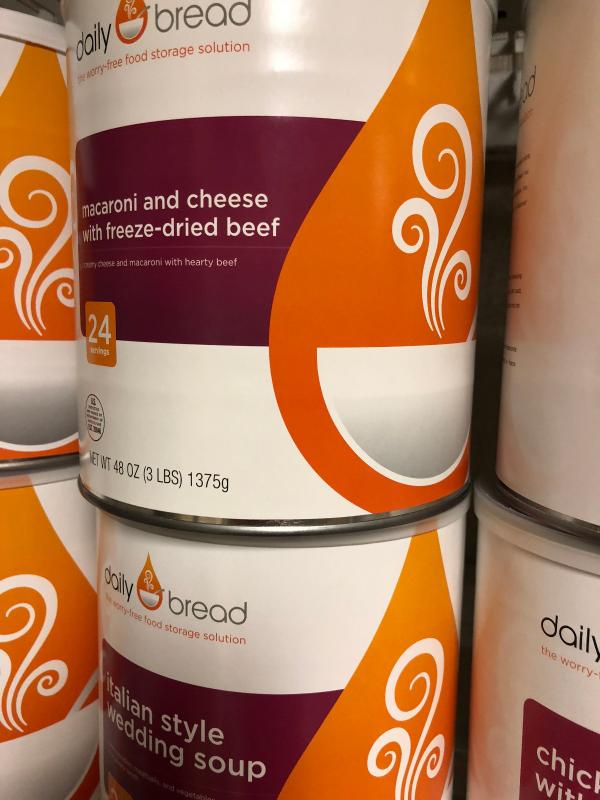 daily bread
the worry-free food storage solution
macaroni and cheese
with freeze-dried beef
creamy cheese and macaroni with hearty beef
24
servings
NET WT 48 OZ (3 LBS) 1375g
daily bread
the worry-free food storage solution
italian style
wedding soup
and vegetables
daily
the worry-